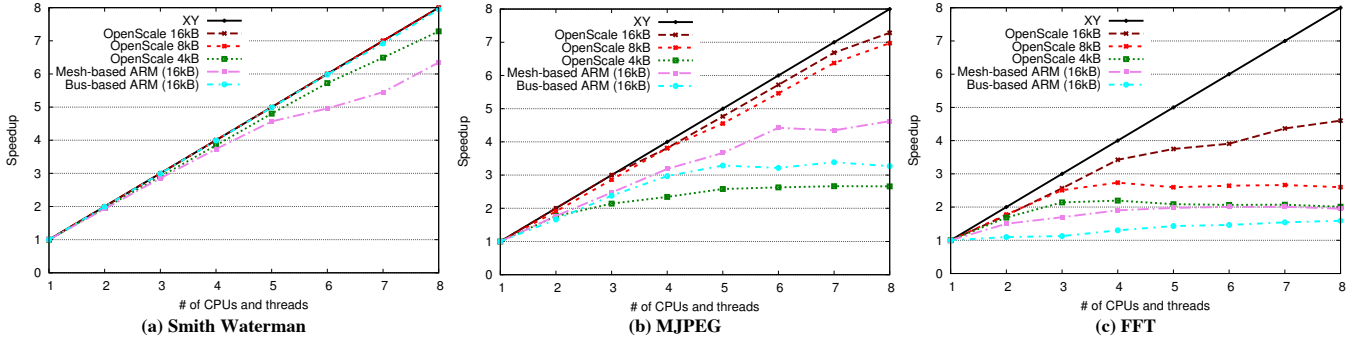 8
7
6
5
4
3
2
1
0
Speedup
XY
OpenScale 16kB
OpenScale 8kB
OpenScale 4kB
Mesh-based ARM (16kB)
Bus-based ARM (16kB)
1 2 3 4 5 6 7 8
# of CPUs and threads
(a) Smith Waterman
8
7
6
5
4
3
2
1
0
Speedup
XY
OpenScale 16kB
OpenScale 8kB
OpenScale 4kB
Mesh-based ARM (16kB)
Bus-based ARM (16kB)
1 2 3 4 5 6 7 8
# of CPUs and threads
(b) MJPEG
8
7
6
5
4
3
2
1
0
Speedup
XY
OpenScale 16kB
OpenScale 8kB
OpenScale 4kB
Mesh-based ARM (16kB)
Bus-based ARM (16kB)
1 2 3 4 5 6 7 8
# of CPUs and threads
(c) FFT